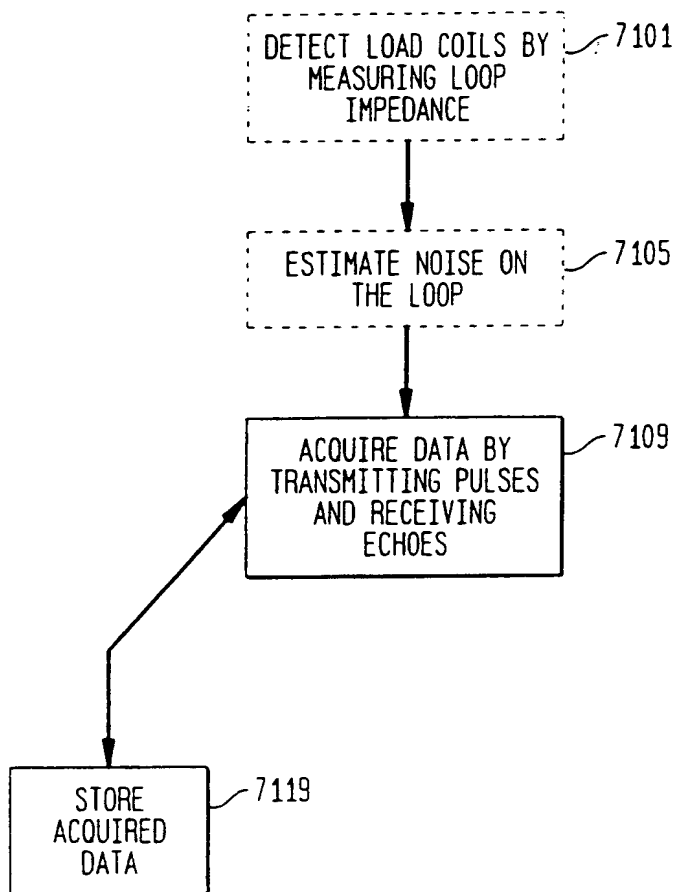 DETECT LOAD COILS BY
MEASURING LOOP
IMPEDANCE
7101
ESTIMATE NOISE ON
THE LOOP
7105
ACQUIRE DATA BY
TRANSMITTING PULSES
AND RECEIVING
ECHOES
7109
STORE
ACQUIRED
DATA
7119